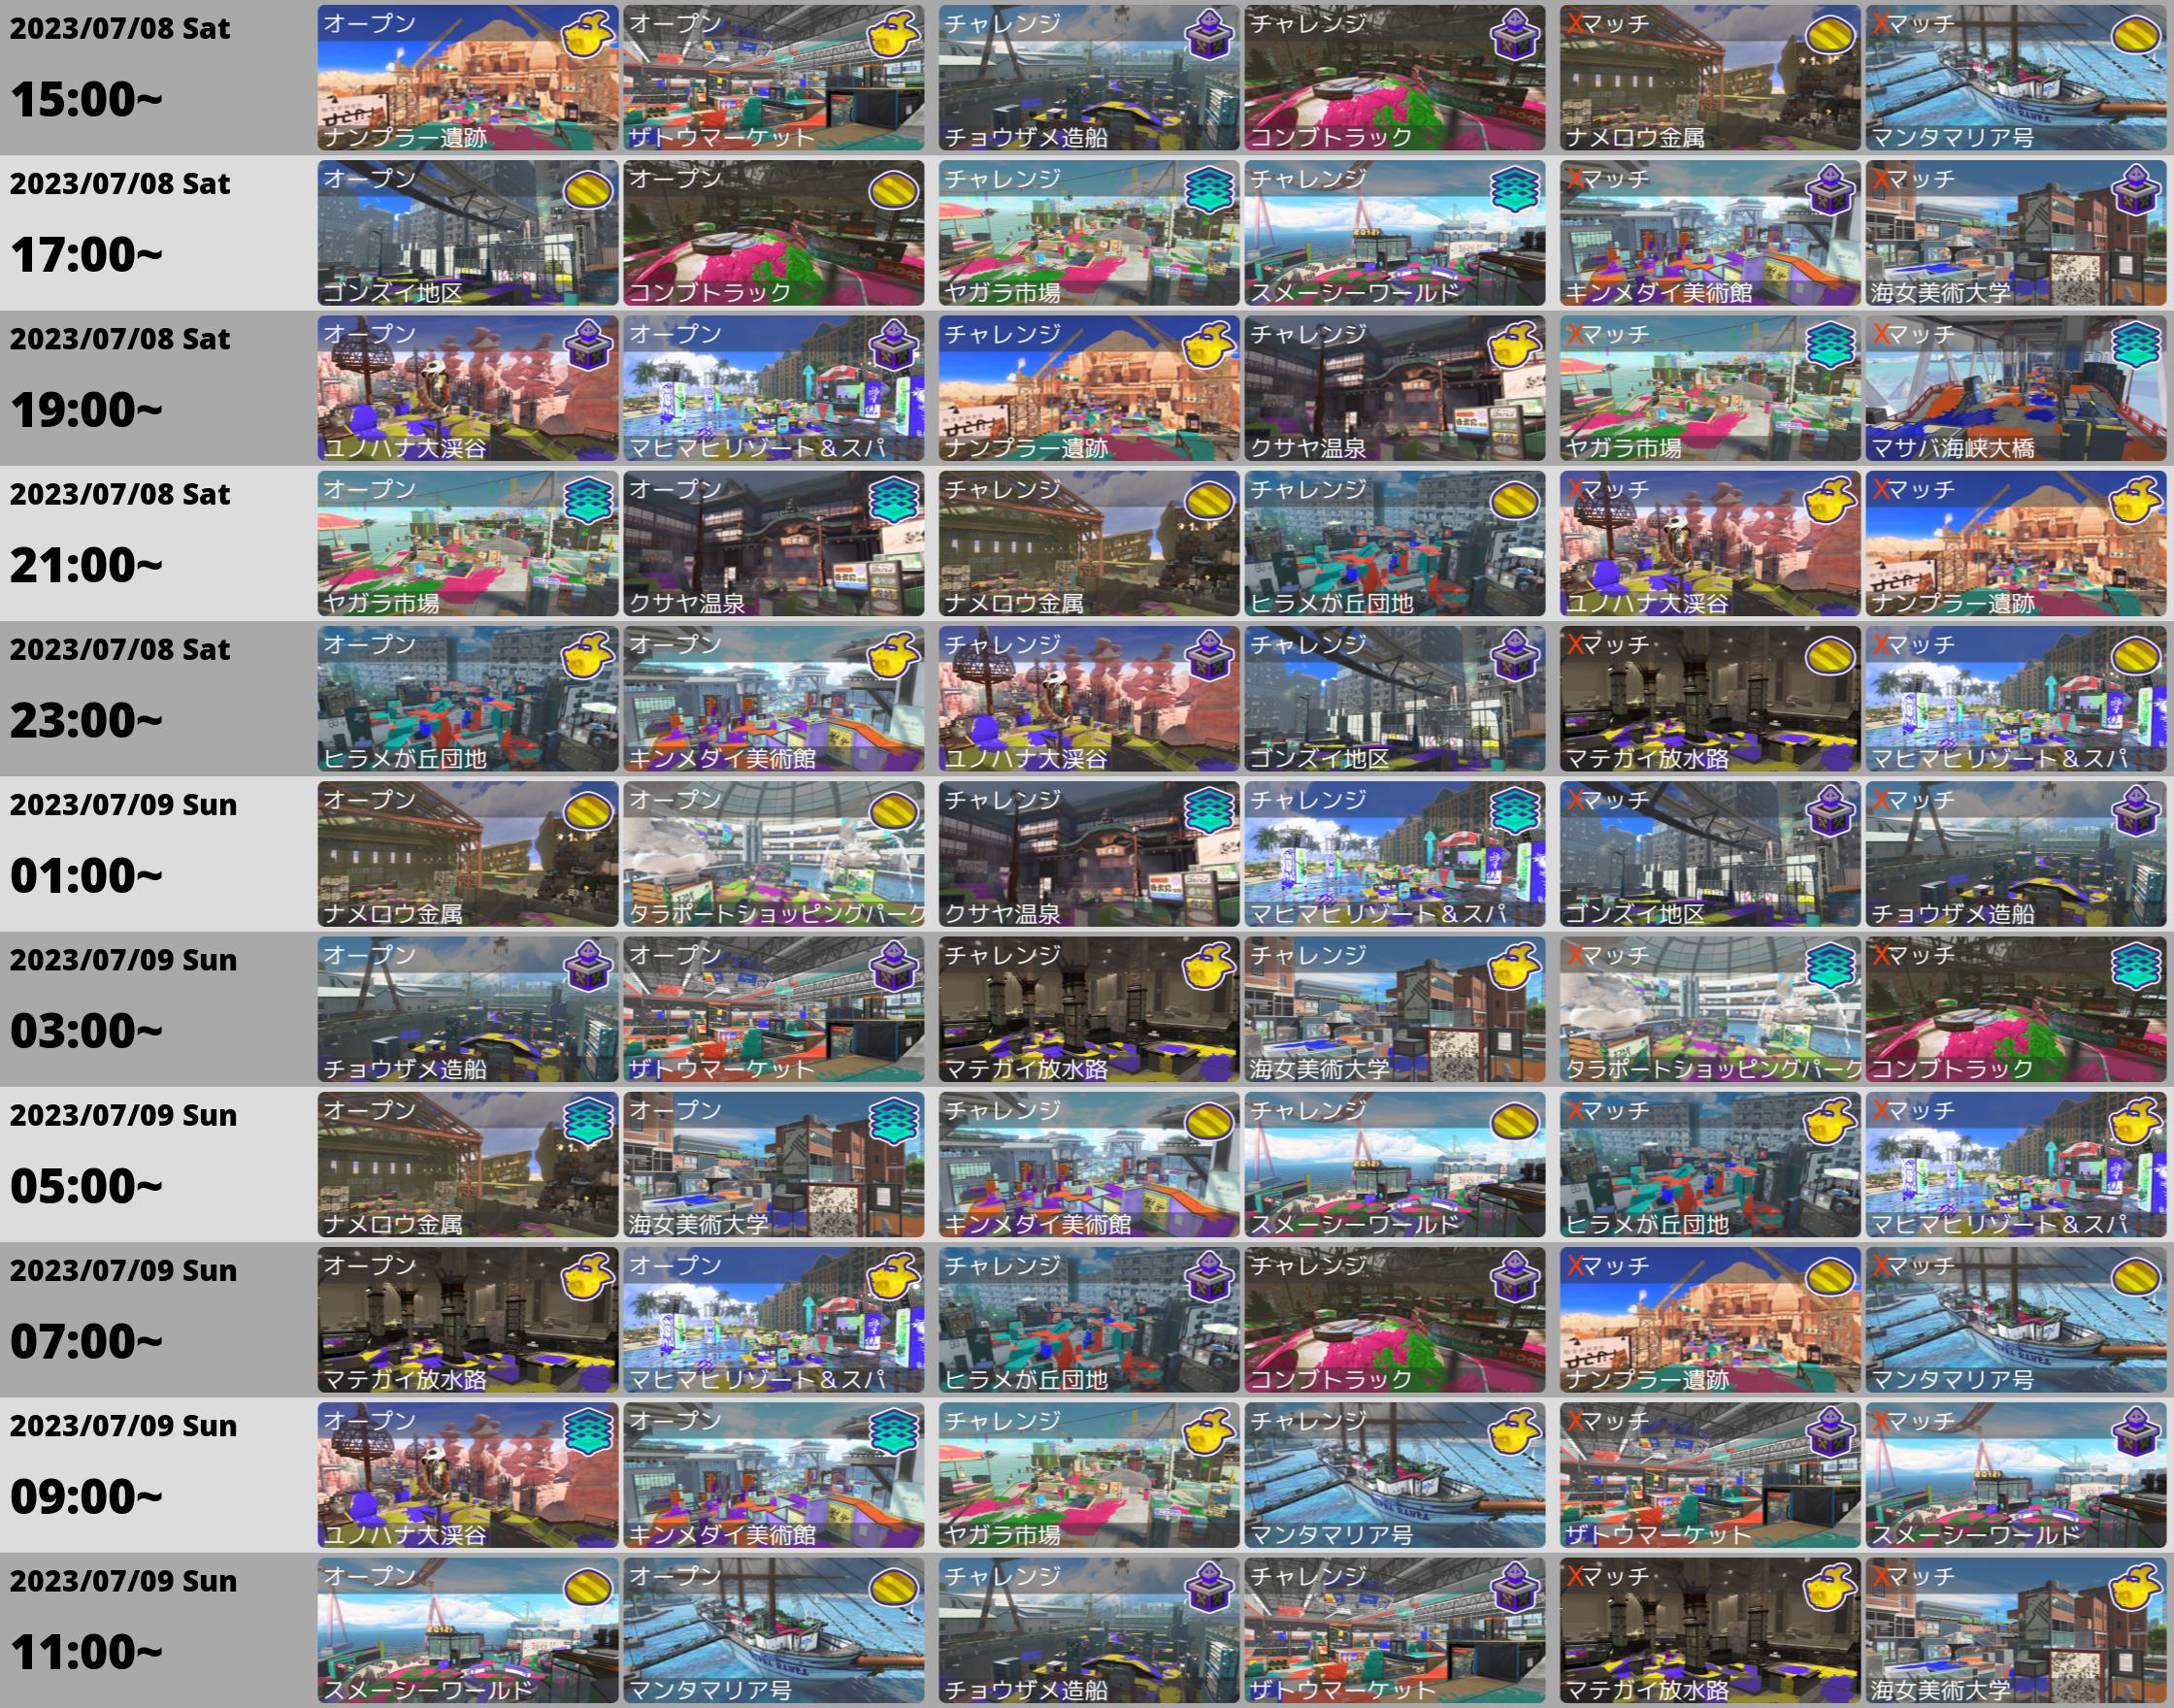 2023/07/08 Sat
15:00~
オープン オープン チャレンジ チャレンジ Xマッチ Xマッチ
ナンプラー遺跡 ザトウマーケット チョウザメ造船 コンブトラック ナメロウ金属 マンタマリア号
2023/07/08 Sat
17:00~
オープン オープン チャレンジ チャレンジ Xマッチ Xマッチ
ゴンズイ地区 コンブトラック ヤガラ市場 スメーシーワールド キンメダイ美術館 海女美術大学
2023/07/08 Sat
19:00~
オープン オープン チャレンジ チャレンジ Xマッチ Xマッチ
ユノハナ大渓谷 マヒマヒリゾート&スパ ナンプラー遺跡 クサヤ温泉 ヤガラ市場 マサバ海峡大橋
2023/07/08 Sat
21:00~
オープン オープン チャレンジ チャレンジ Xマッチ Xマッチ
ヤガラ市場 クサヤ温泉 ナメロウ金属 ヒラメが丘団地 ユノハナ大渓谷 ナンプラー遺跡
2023/07/08 Sat
23:00~
オープン オープン チャレンジ チャレンジ Xマッチ Xマッチ
ヒラメが丘団地 キンメダイ美術館 ユノハナ大渓谷 ゴンズイ地区 マテガイ放水路 マヒマヒリゾート&スパ
2023/07/09 Sun
01:00~
オープン オープン チャレンジ チャレンジ Xマッチ Xマッチ
ナメロウ金属 タラポートショッピングパーク クサヤ温泉 マヒマヒリゾート&スパ ゴンズイ地区 チョウザメ造船
2023/07/09 Sun
03:00~
オープン オープン チャレンジ チャレンジ Xマッチ Xマッチ
チョウザメ造船 ザトウマーケット マテガイ放水路 海女美術大学 タラポートショッピングパーク コンブトラック
2023/07/09 Sun
05:00~
オープン オープン チャレンジ チャレンジ Xマッチ Xマッチ
ナメロウ金属 海女美術大学 キンメダイ美術館 スメーシーワールド ヒラメが丘団地 マヒマヒリゾート&スパ
2023/07/09 Sun
07:00~
オープン オープン チャレンジ チャレンジ Xマッチ Xマッチ
マテガイ放水路 マヒマヒリゾート&スパ ヒラメが丘団地 コンブトラック ナンプラー遺跡 マンタマリア号
2023/07/09 Sun
09:00~
オープン オープン チャレンジ チャレンジ Xマッチ Xマッチ
ユノハナ大渓谷 キンメダイ美術館 ヤガラ市場 マンタマリア号 ザトウマーケット スメーシーワールド
2023/07/09 Sun
11:00~
オープン オープン チャレンジ チャレンジ Xマッチ Xマッチ
スメーシーワールド マンタマリア号 チョウザメ造船 ザトウマーケット マテガイ放水路 海女美術大学